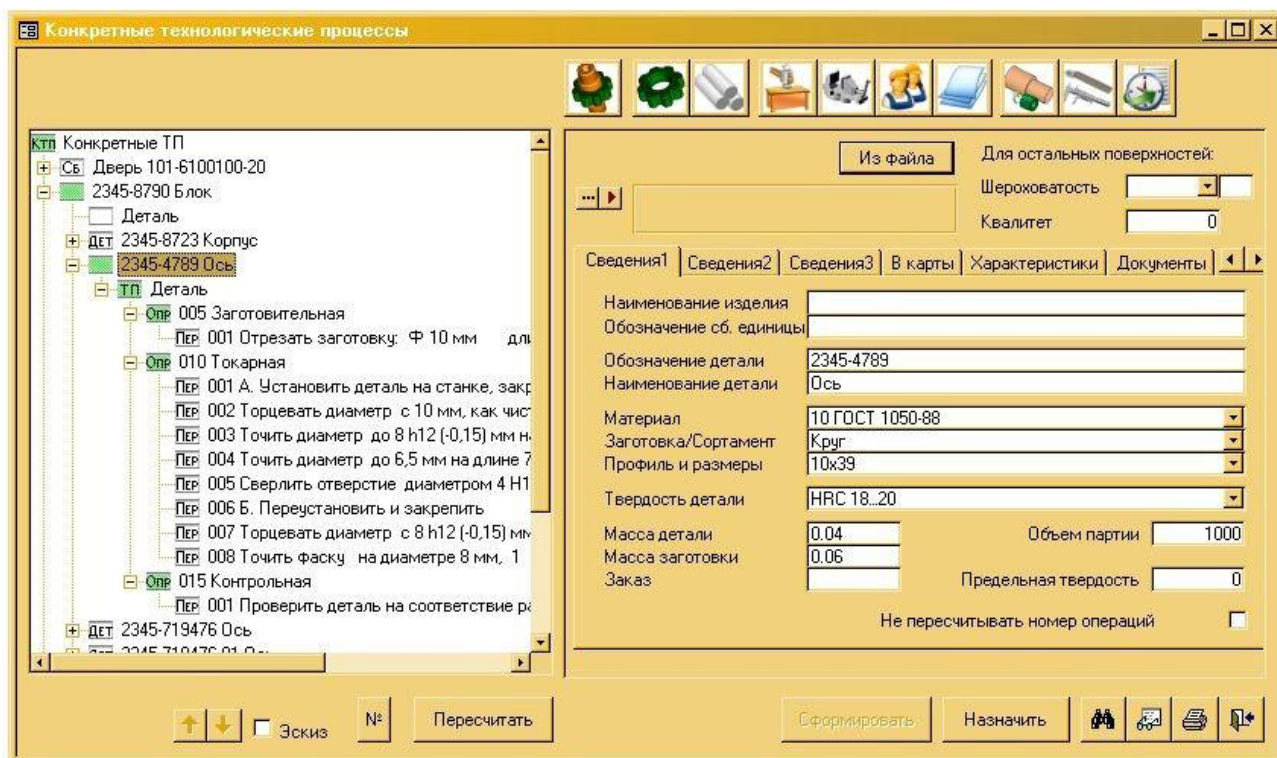 Конкретные технологические процессы
КТП Конкретные ТП
СБ Дверь 101-6100100-20
2345-8790 Блок
Деталь
ДЕТ 2345-8723 Корпус
2345-4789 Ось
ТП Деталь
Опр 005 Заготовительная
ПЕР 001 Отрезать заготовку: Ф 10 мм дли
Опр 010 Токарная
ПЕР 001 А. Установить деталь на станке, закр
ПЕР 002 Торцевать диаметр с 10 мм, как чист
ПЕР 003 Точить диаметр до 8 h12 (-0,15) мм на
ПЕР 004 Точить диаметр до 6,5 мм на длине 7
ПЕР 005 Сверлить отверстие диаметром 4 Н1
ПЕР 006 Б. Переустановить и закрепить
ПЕР 007 Торцевать диаметр с 8 h12 (-0,15) мм
ПЕР 008 Точить фаску на диаметре 8 мм, 1
Опр 015 Контрольная
ПЕР 001 Проверить деталь на соответствие ра
ДЕТ 2345-719476 Ось
Из файла
Для остальных поверхностей:
Шероховатость
Квалитет 0
Сведения1 Сведения2 Сведения3 В карты Характеристики Документы
Наименование изделия
Обозначение сб. единицы
Обозначение детали 2345-4789
Наименование детали Ось
Материал 10 ГОСТ 1050-88
Заготовка/Сортамент Круг
Профиль и размеры 10x39
Твердость детали HRC 18...20
Масса детали 0.04 Объем партии 1000
Масса заготовки 0.06
Заказ Предельная твердость 0
Не пересчитывать номер операций
Эскиз № Пересчитать Сформировать Назначить